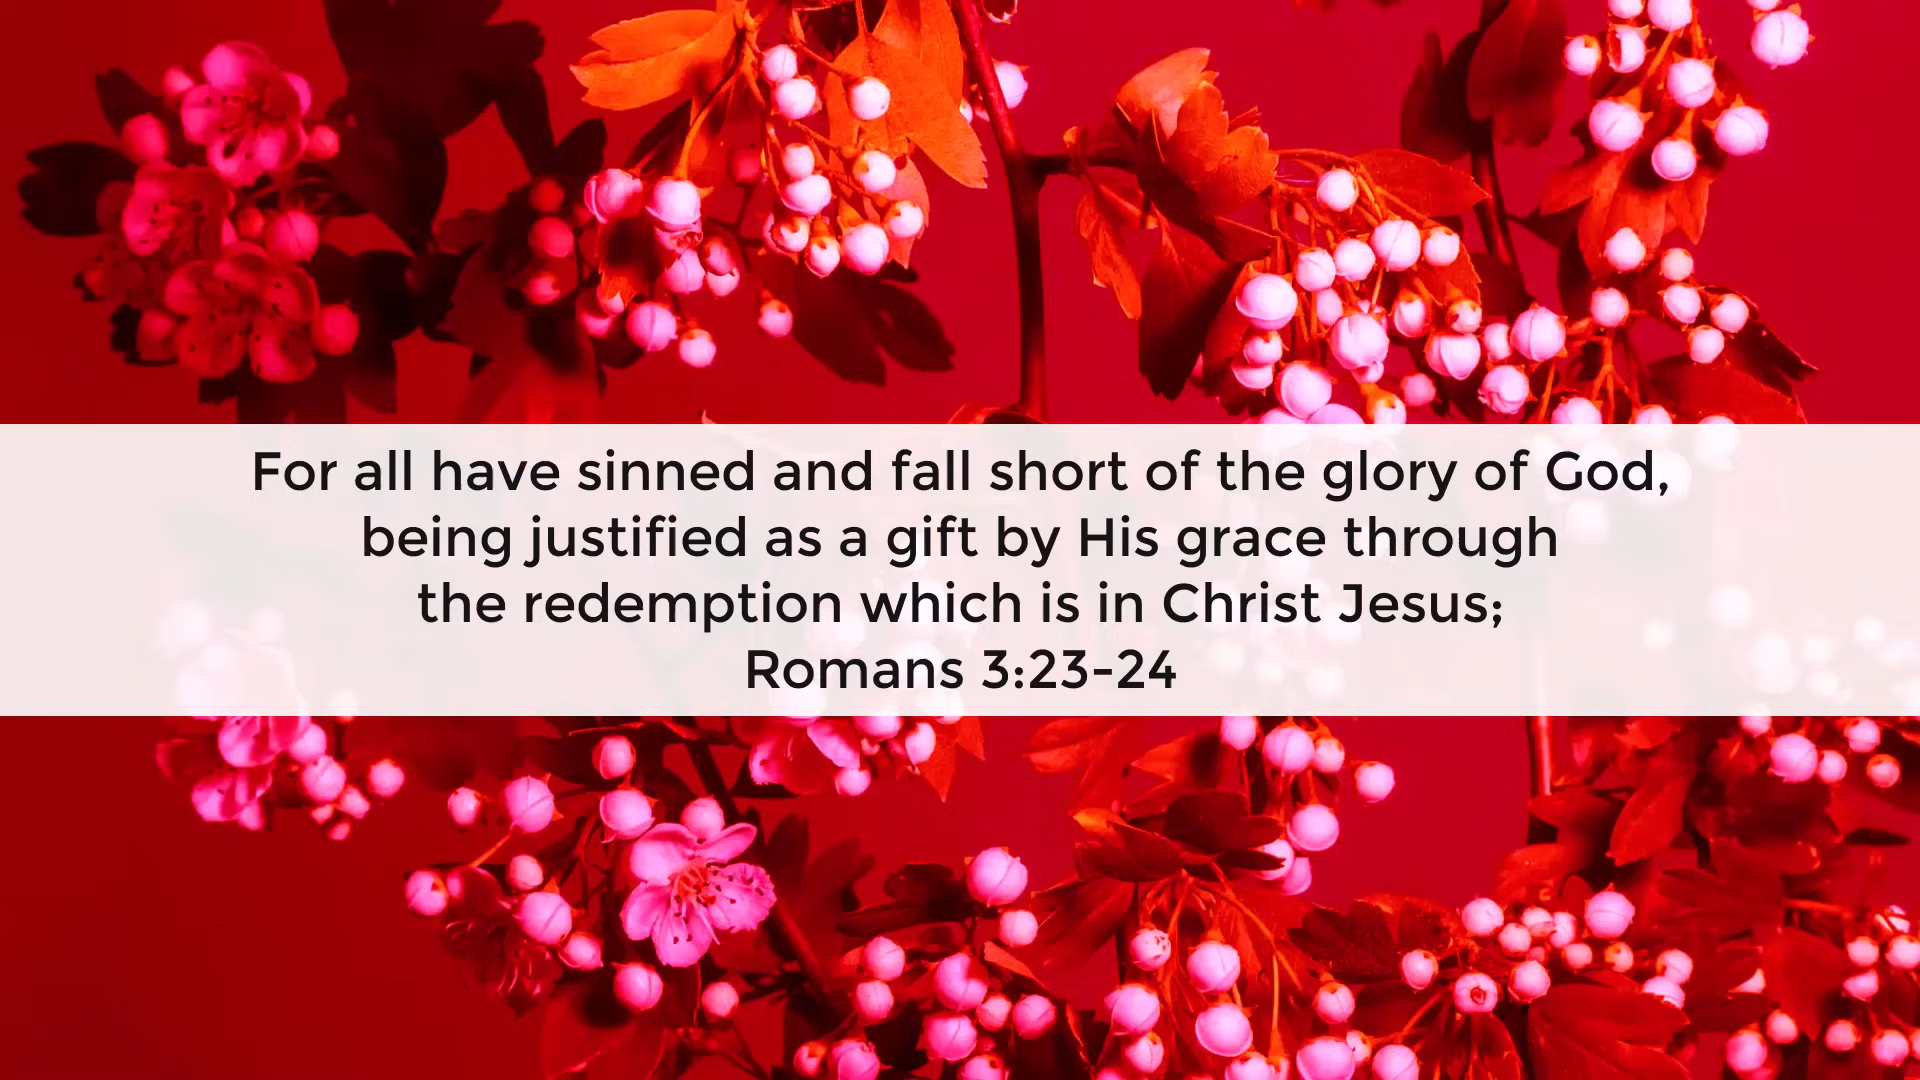 For all have sinned and fall short of the glory of God,
being justified as a gift by His grace through
the redemption which is in Christ Jesus;
Romans 3:23-24